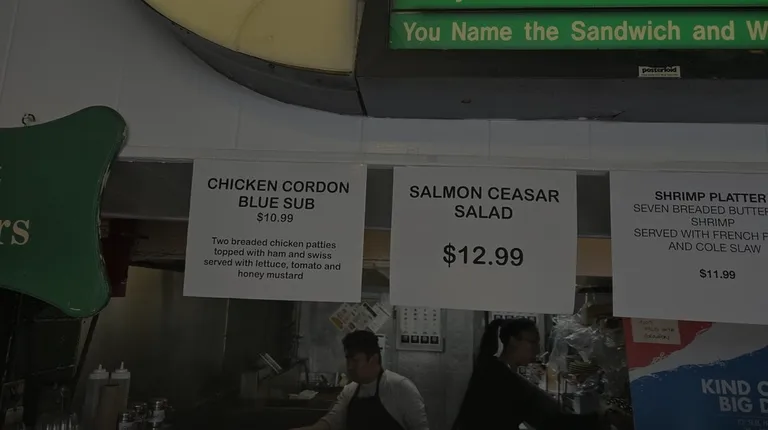 You Name the Sandwich and W
posterloid
rs
CHICKEN CORDON
BLUE SUB
$10.99
Two breaded chicken patties
topped with ham and swiss
served with lettuce, tomato and
honey mustard
SALMON CEASAR
SALAD
$12.99
SHRIMP PLATTER
SEVEN BREADED BUTTER
SHRIMP
SERVED WITH FRENCH F
AND COLE SLAW
$11.99
KIND O
BIG D